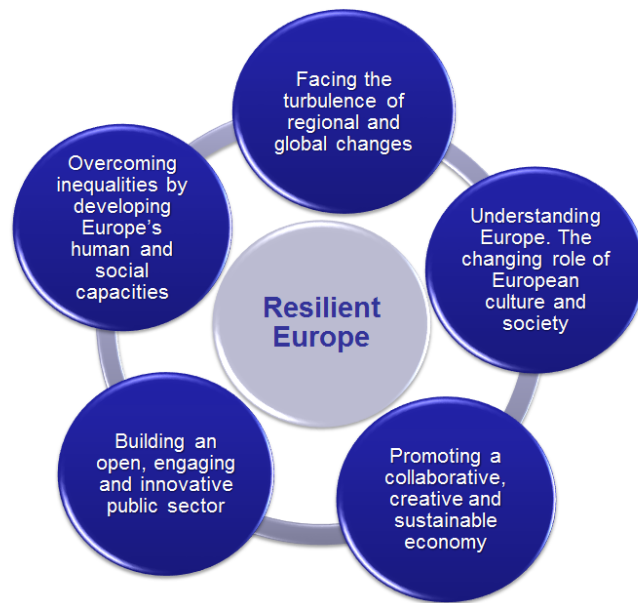 Facing the
turbulence of
regional and
global changes
Understanding
Europe. The
changing role of
European
culture and
society
Promoting a
collaborative,
creative and
sustainable
economy
Building an
open, engaging
and innovative
public sector
Overcoming
inequalities by
developing
Europe's
human and
social
capacities
Resilient
Europe